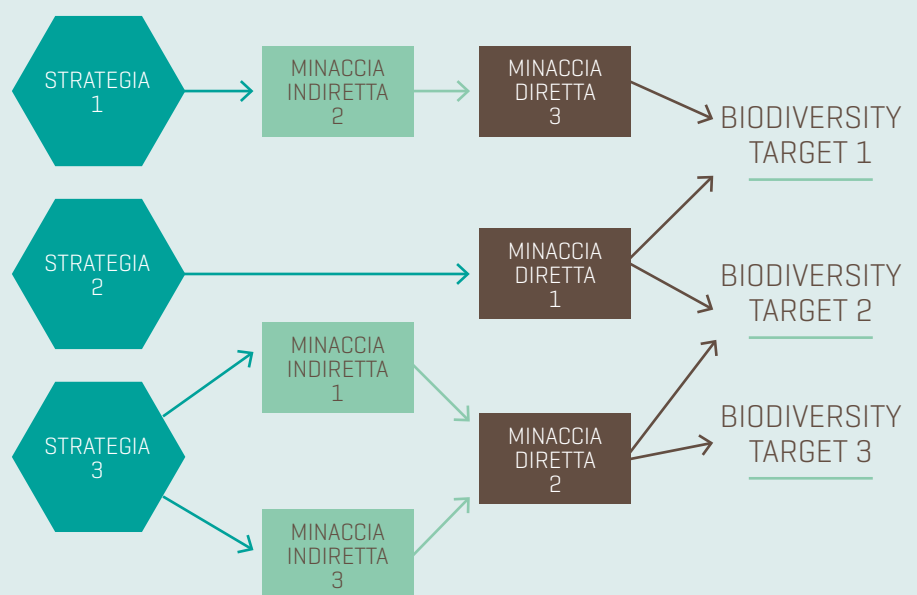 STRATEGIA
1
MINACCIA
INDIRETTA
2
MINACCIA
DIRETTA
3
BIODIVERSITY
TARGET 1
STRATEGIA
2
MINACCIA
DIRETTA
1
BIODIVERSITY
TARGET 2
MINACCIA
INDIRETTA
1
STRATEGIA
3
MINACCIA
DIRETTA
2
BIODIVERSITY
TARGET 3
MINACCIA
INDIRETTA
3